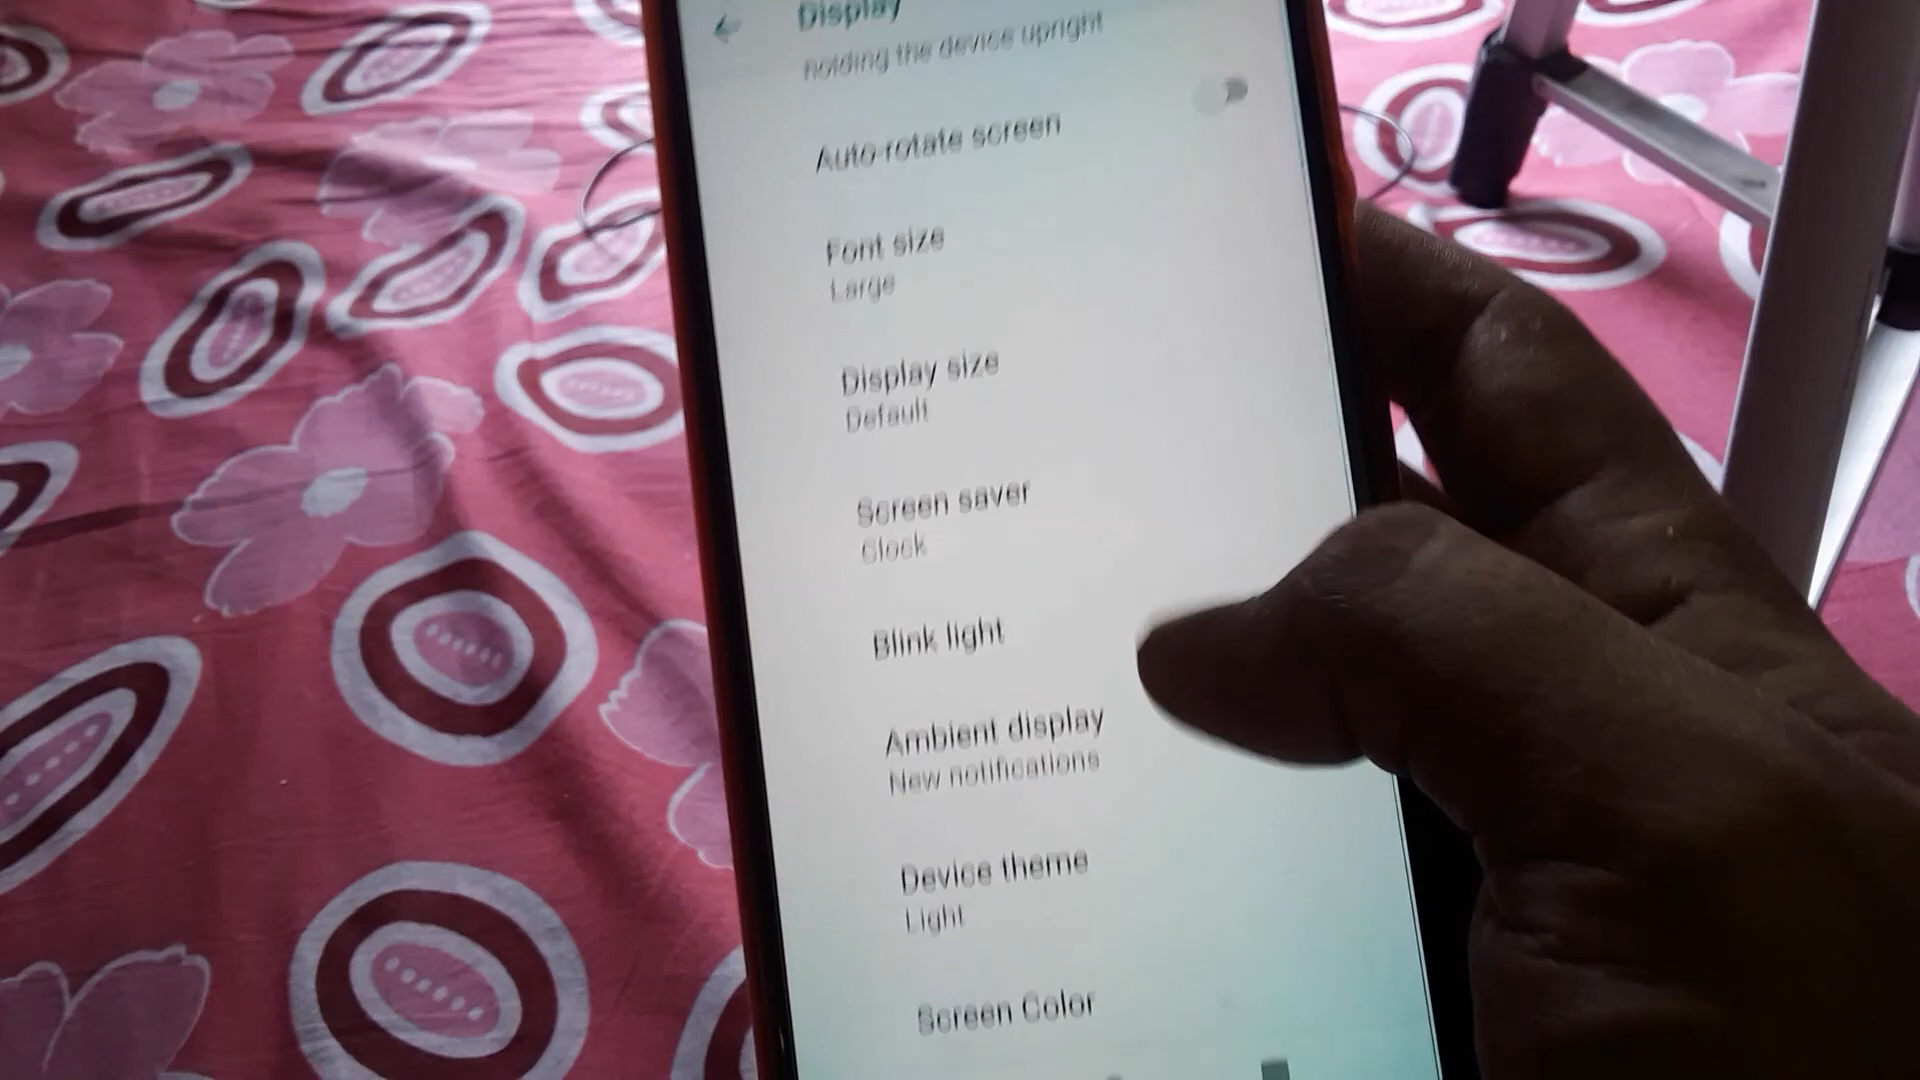 Display
holding the device upright
Auto-rotate screen
Font size
Large
Display size
Default
Screen saver
Clock
Blink light
Ambient display
New notifications
Device theme
Light
Screen Color